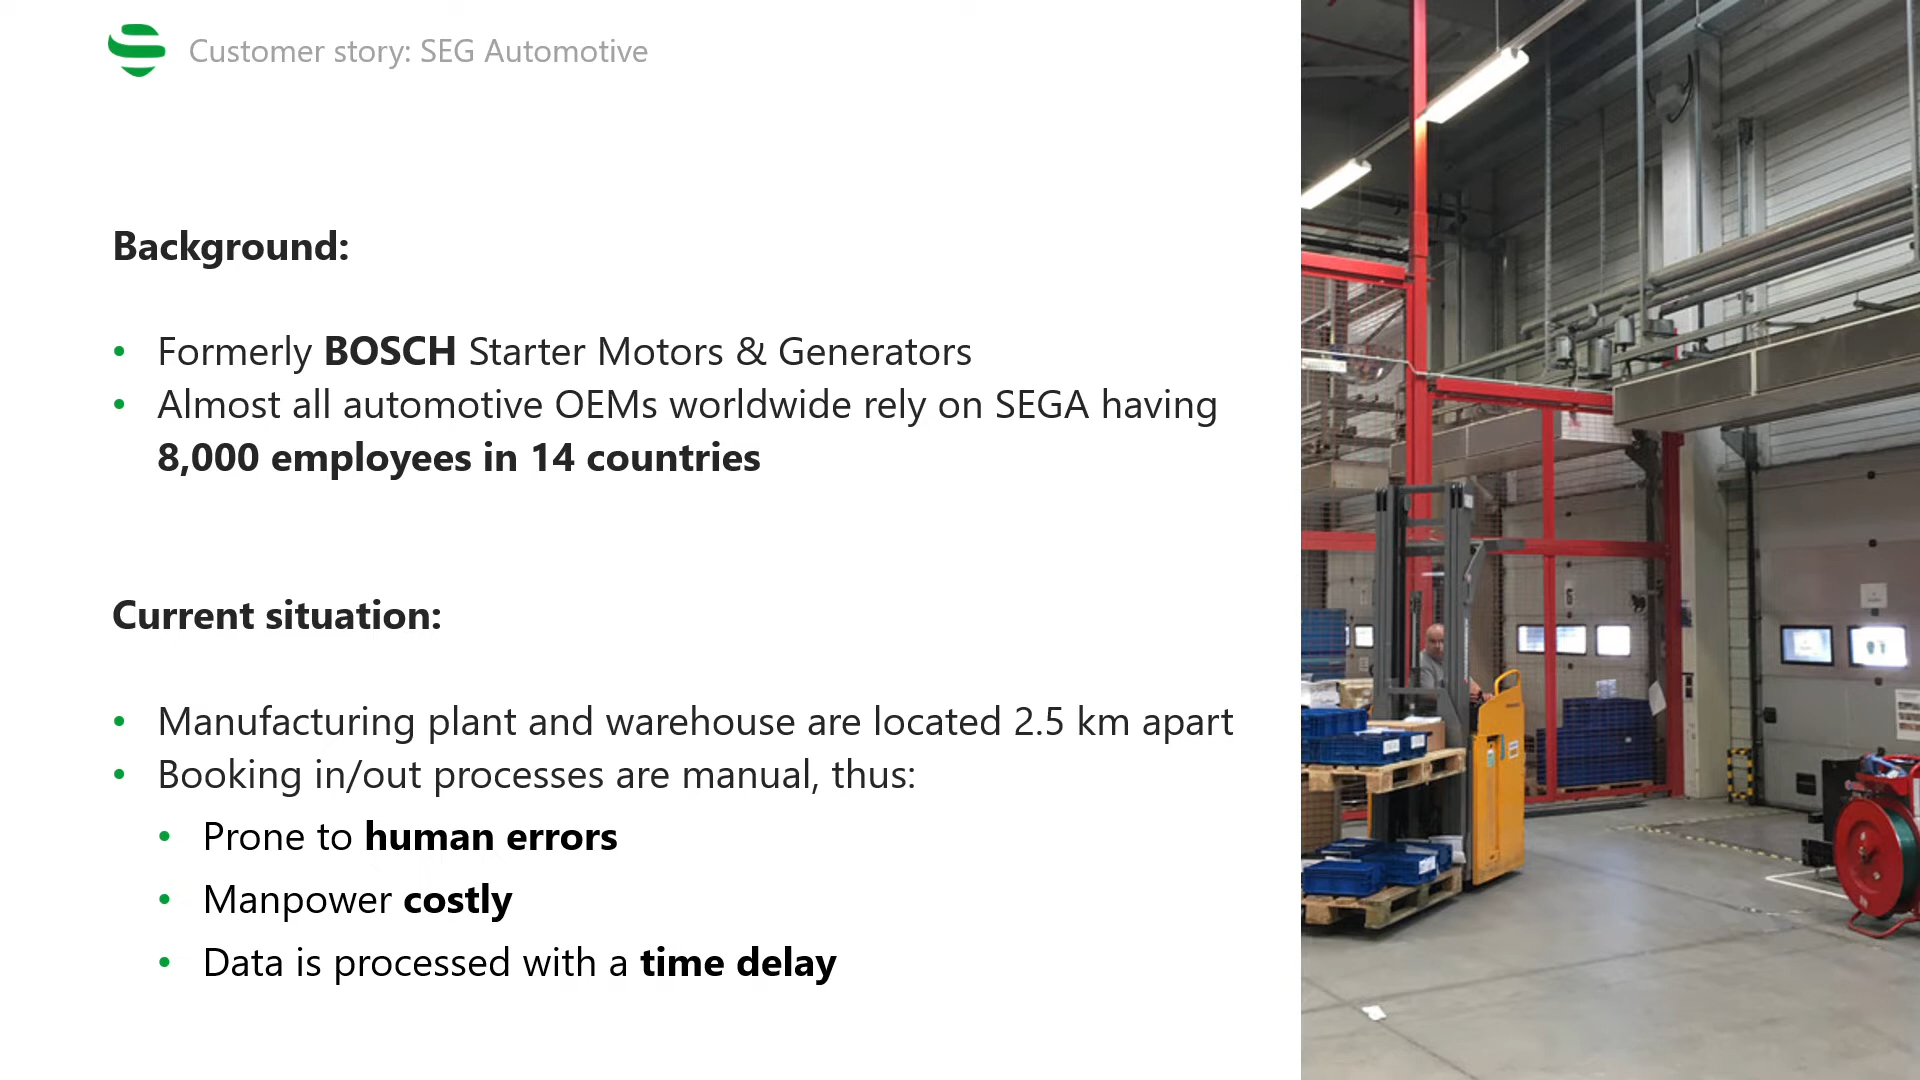 Customer story: SEG Automotive
Background:
• Formerly BOSCH Starter Motors & Generators
• Almost all automotive OEMs worldwide rely on SEGA having
8,000 employees in 14 countries
Current situation:
• Manufacturing plant and warehouse are located 2.5 km apart
• Booking in/out processes are manual, thus:
• Prone to human errors
• Manpower costly
• Data is processed with a time delay